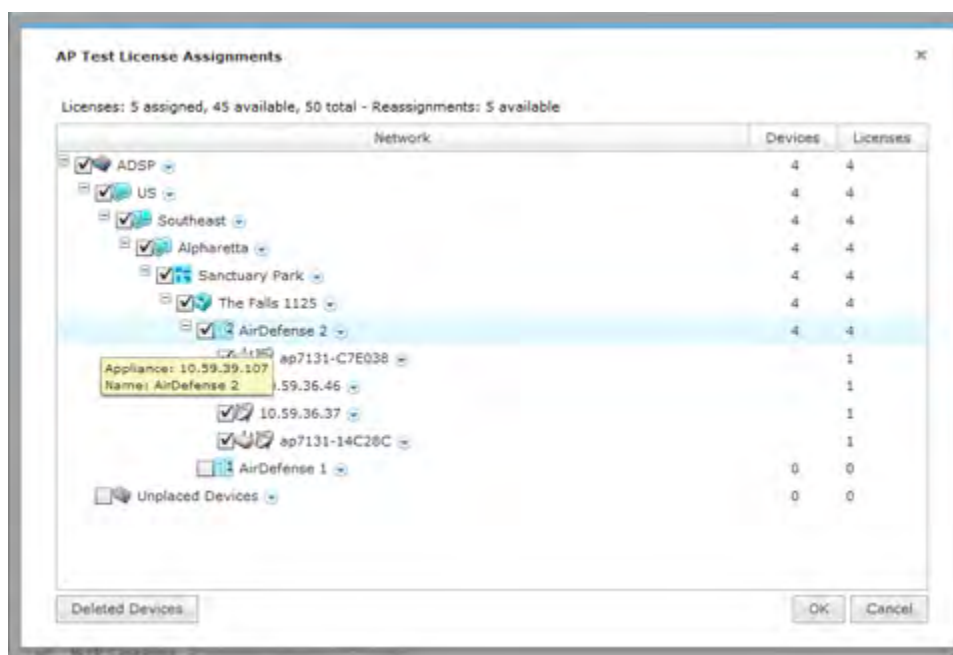 AP Test License Assignments
Licenses: 5 assigned, 45 available, 50 total - Reassignments: 5 available
Network Devices Licenses
ADSP 4 4
US 4 4
Southeast 4 4
Alpharetta 4 4
Sanctuary Park 4 4
The Falls 1125 4 4
AirDefense 2 4 4
ap7131-C7E038 1
Appliance: 10.59.39.107
Name: AirDefense 2
.59.36.46 1
10.59.36.37 1
ap7131-14C28C 1
AirDefense 1 0 0
Unplaced Devices 0 0
Deleted Devices OK Cancel